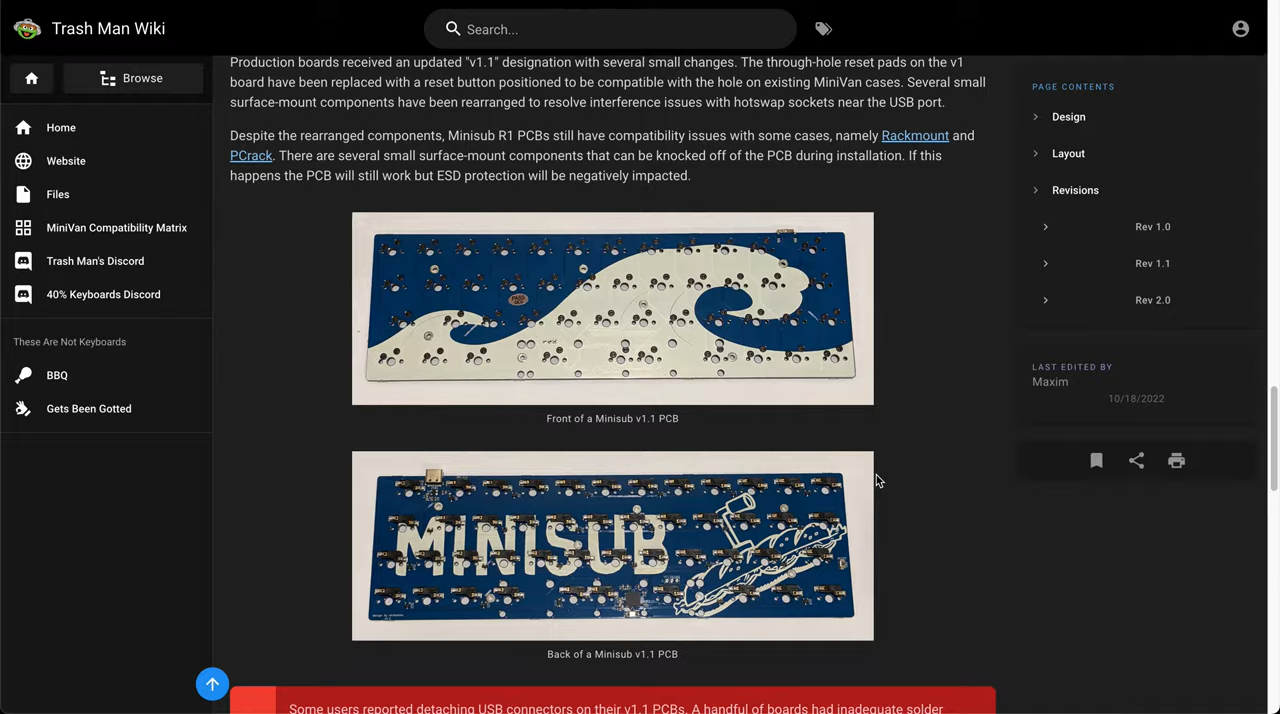 Trash Man Wiki
Search...
Browse
Home
Website
Files
MiniVan Compatibility Matrix
Trash Man's Discord
40% Keyboards Discord
These Are Not Keyboards
BBQ
Gets Been Gotted
Production boards received an updated "v1.1" designation with several small changes. The through-hole reset pads on the v1
board have been replaced with a reset button positioned to be compatible with the hole on existing MiniVan cases. Several
surface-mount components have been rearranged to resolve interference issues with hotswap sockets near the USB port.
Despite the rearranged components, Minisub R1 PCBs still have compatibility issues with some cases, namely Rackmount and
PCrack. There are several small surface-mount components that can be knocked off of the PCB during installation. If this
happens the PCB will still work but ESD protection will be negatively impacted.
Front of a Minisub v1.1 PCB
MINISUB
Back of a Minisub v1.1 PCB
Some users reported detaching USB connectors on their v1.1 PCBs. A handful of boards had inadequate solder
PAGE CONTENTS
Design
Layout
Revisions
Rev 1.0
Rev 1.1
Rev 2.0
LAST EDITED BY
Maxim
10/18/2022